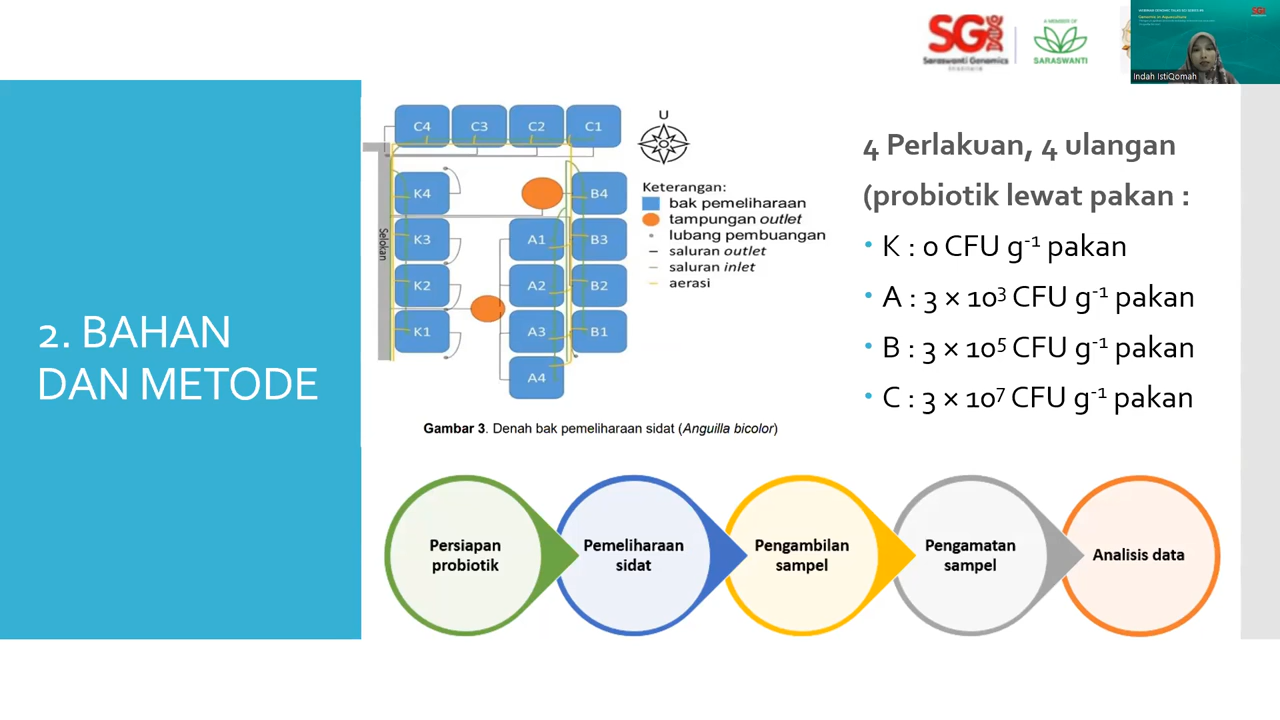 SG
Saraswanti Genomics
A MEMBER OF
SARASWANTI
Genomic in Aquaculture
Indah IstiQomah
2. BAHAN
DAN METODE
C4 C3 C2 C1
U
K4 B4
K3 A1 B3
K2 A2 B2
K1 A3 B1
A4
Selokan
Keterangan:
bak pemeliharaan
tampungan outlet
lubang pembuangan
saluran outlet
saluran inlet
aerasi
Gambar 3. Denah bak pemeliharaan sidat (Anguilla bicolor)
4 Perlakuan, 4 ulangan
(probiotik lewat pakan :
• K : 0 CFU g⁻¹ pakan
• A : 3 × 10³ CFU g⁻¹ pakan
• B : 3 × 10⁵ CFU g⁻¹ pakan
• C : 3 × 10⁷ CFU g⁻¹ pakan
Persiapan
probiotik
Pemeliharaan
sidat
Pengambilan
sampel
Pengamatan
sampel
Analisis data